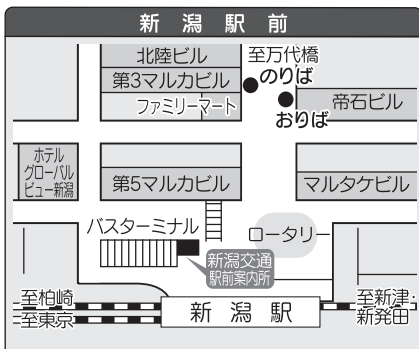 新潟駅前
北陸ビル
第3マルカビル
ファミリーマート
至万代橋
のりば
おりば
帝石ビル
ホテル
グローバル
ビュー新潟
第5マルカビル
マルタケビル
バスターミナル
ロータリー
新潟交通
駅前案内所
至柏崎
至東京
新潟駅
至新津・
新発田